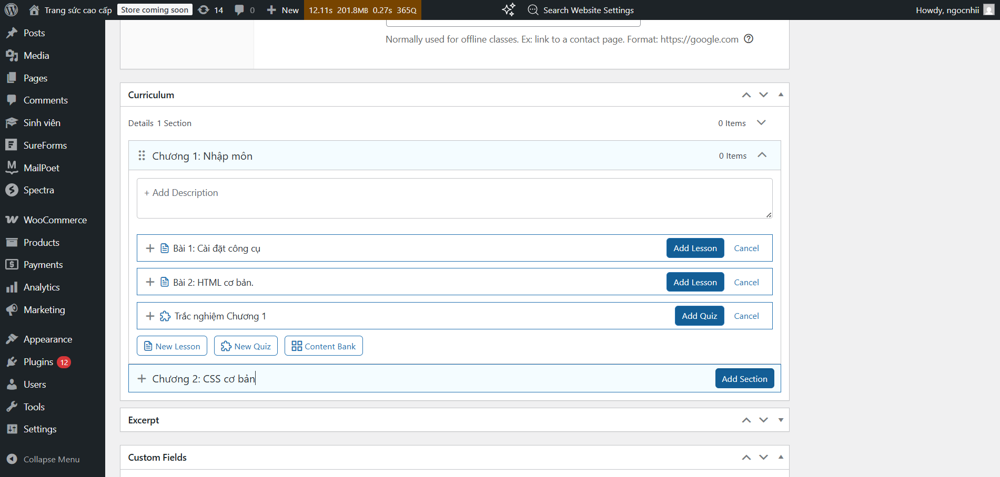 Trang sức cao cấp Store coming soon 14 0 New 12.11s 201.8MB 0.27s 365Q Search Website Settings Howdy, ngocnhii
Posts
Media
Pages
Comments
Sinh viên
SureForms
MailPoet
Spectra
WooCommerce
Products
Payments
Analytics
Marketing
Appearance
Plugins 12
Users
Tools
Settings
Collapse Menu
Normally used for offline classes. Ex: link to a contact page. Format: https://google.com
Curriculum
Details 1 Section 0 Items
Chương 1: Nhập môn 0 Items
+ Add Description
Bài 1: Cài đặt công cụ Add Lesson Cancel
Bài 2: HTML cơ bản. Add Lesson Cancel
Trắc nghiệm Chương 1 Add Quiz Cancel
New Lesson New Quiz Content Bank
Chương 2: CSS cơ bản Add Section
Excerpt
Custom Fields